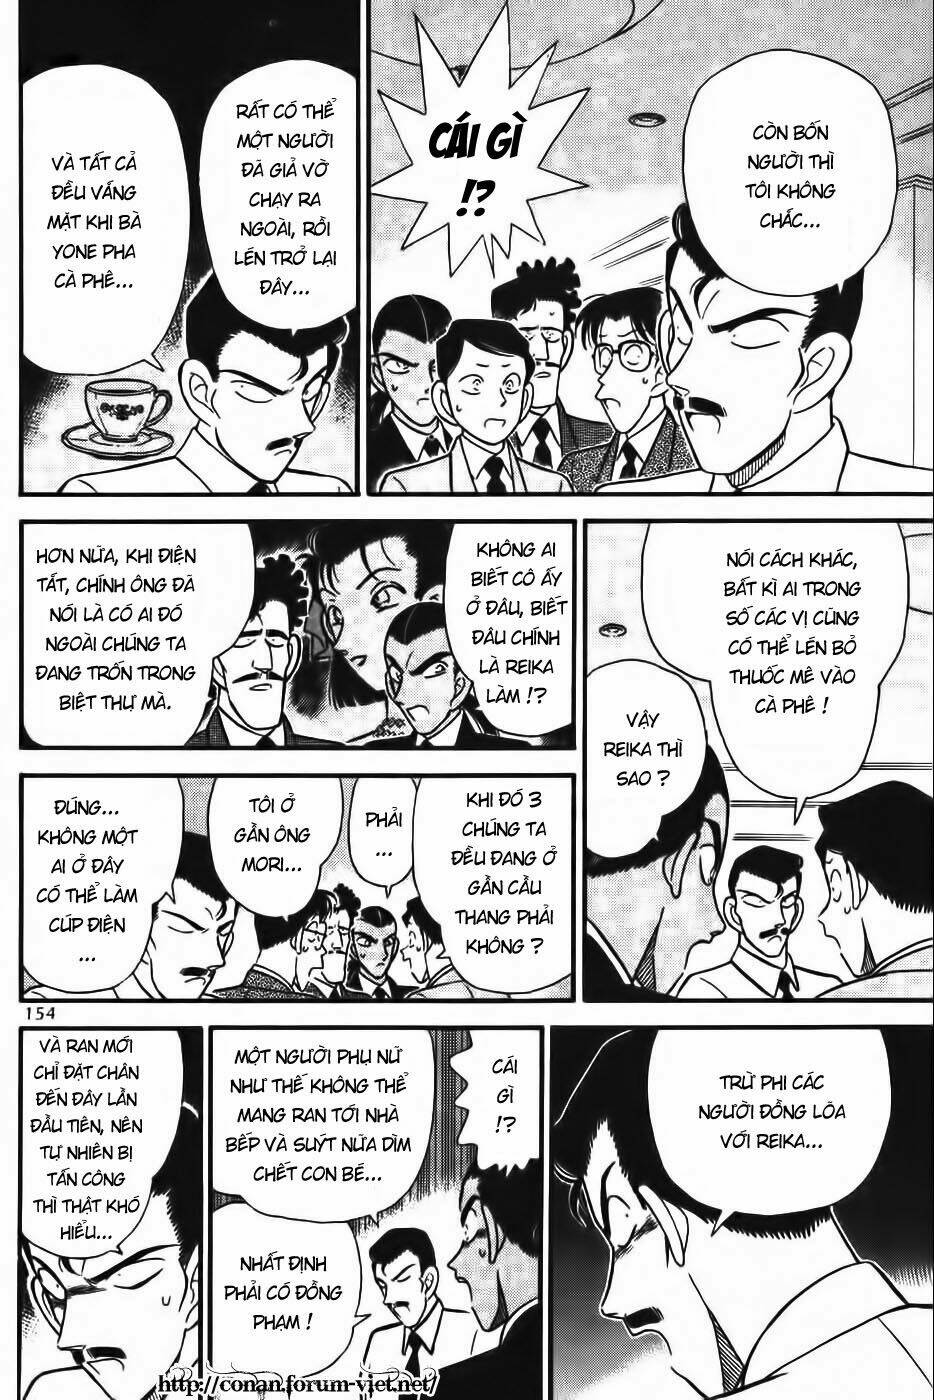 CÒN BỐN
NGƯỜI THÌ
TÔI KHÔNG
CHẮC...
CÁI GÌ
!?
RẤT CÓ THỂ
MỘT NGƯỜI
ĐÃ GIẢ VỜ
CHẠY RA
NGOÀI, RỒI
LÉN TRỞ LẠI
ĐÂY...
VÀ TẤT CẢ
ĐỀU VẮNG
MẶT KHI BÀ
YONE PHA
CÀ PHÊ...
NÓI CÁCH KHÁC,
BẤT KÌ AI TRONG
SỐ CÁC VỊ CŨNG
CÓ THỂ LÉN BỎ
THUỐC MÊ VÀO
CÀ PHÊ !
VẬY
REIKA THÌ
SAO ?
KHÔNG AI
BIẾT CÔ ẤY
Ở ĐÂU, BIẾT
ĐÂU CHÍNH
LÀ REIKA
LÀM !?
HƠN NỮA, KHI ĐIỆN
TẮT, CHÍNH ÔNG ĐÃ
NÓI LÀ CÓ AI ĐÓ
NGOÀI CHÚNG TA
ĐANG TRỐN TRONG
BIỆT THỰ MÀ.
KHI ĐÓ 3
CHÚNG TA
ĐỀU ĐANG Ở
GẦN CẦU
THANG PHẢI
KHÔNG ?
PHẢI
...
TÔI Ở
GẦN ÔNG
MORI...
ĐÚNG...
KHÔNG MỘT
AI Ở ĐÂY
CÓ THỂ LÀM
CÚP ĐIỆN
...
154
TRỪ PHI CÁC
NGƯỜI ĐỒNG LÕA
VỚI REIKA...
CÁI
GÌ
!?
MỘT NGƯỜI PHỤ NỮ
NHƯ THẾ KHÔNG THỂ
MANG RAN TỚI NHÀ
BẾP VÀ SUÝT NỮA DÌM
CHẾT CON BÉ...
NHẤT ĐỊNH
PHẢI CÓ ĐỒNG
PHẠM !
VÀ RAN MỚI
CHỈ ĐẶT CHÂN
ĐẾN ĐÂY LẦN
ĐẦU TIÊN, NÊN
TỰ NHIÊN BỊ
TẤN CÔNG
THÌ THẬT KHÓ
HIỂU...
http://conan.forum-viet.net/